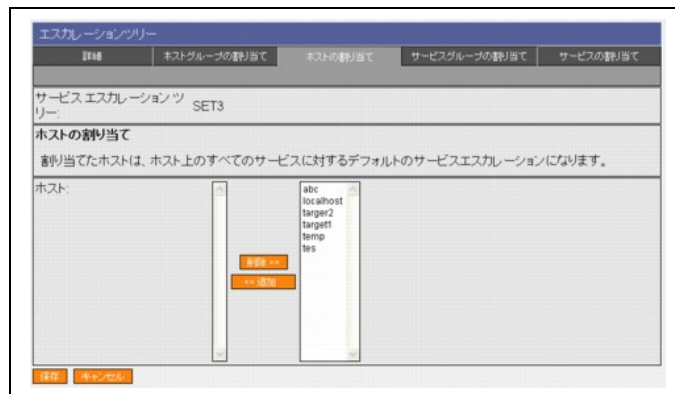 エスカレーションツリー
詳細 ホストグループの割り当て ホストの割り当て サービスグループの割り当て サービスの割り当て
サービス エスカレーション ツ
リー: SET3
ホストの割り当て
割り当てたホストは、ホスト上のすべてのサービスに対するデフォルトのサービスエスカレーションになります。
ホスト:
abc
localhost
targer2
target1
temp
tes
削除 >>
<< 追加
保存 キャンセル